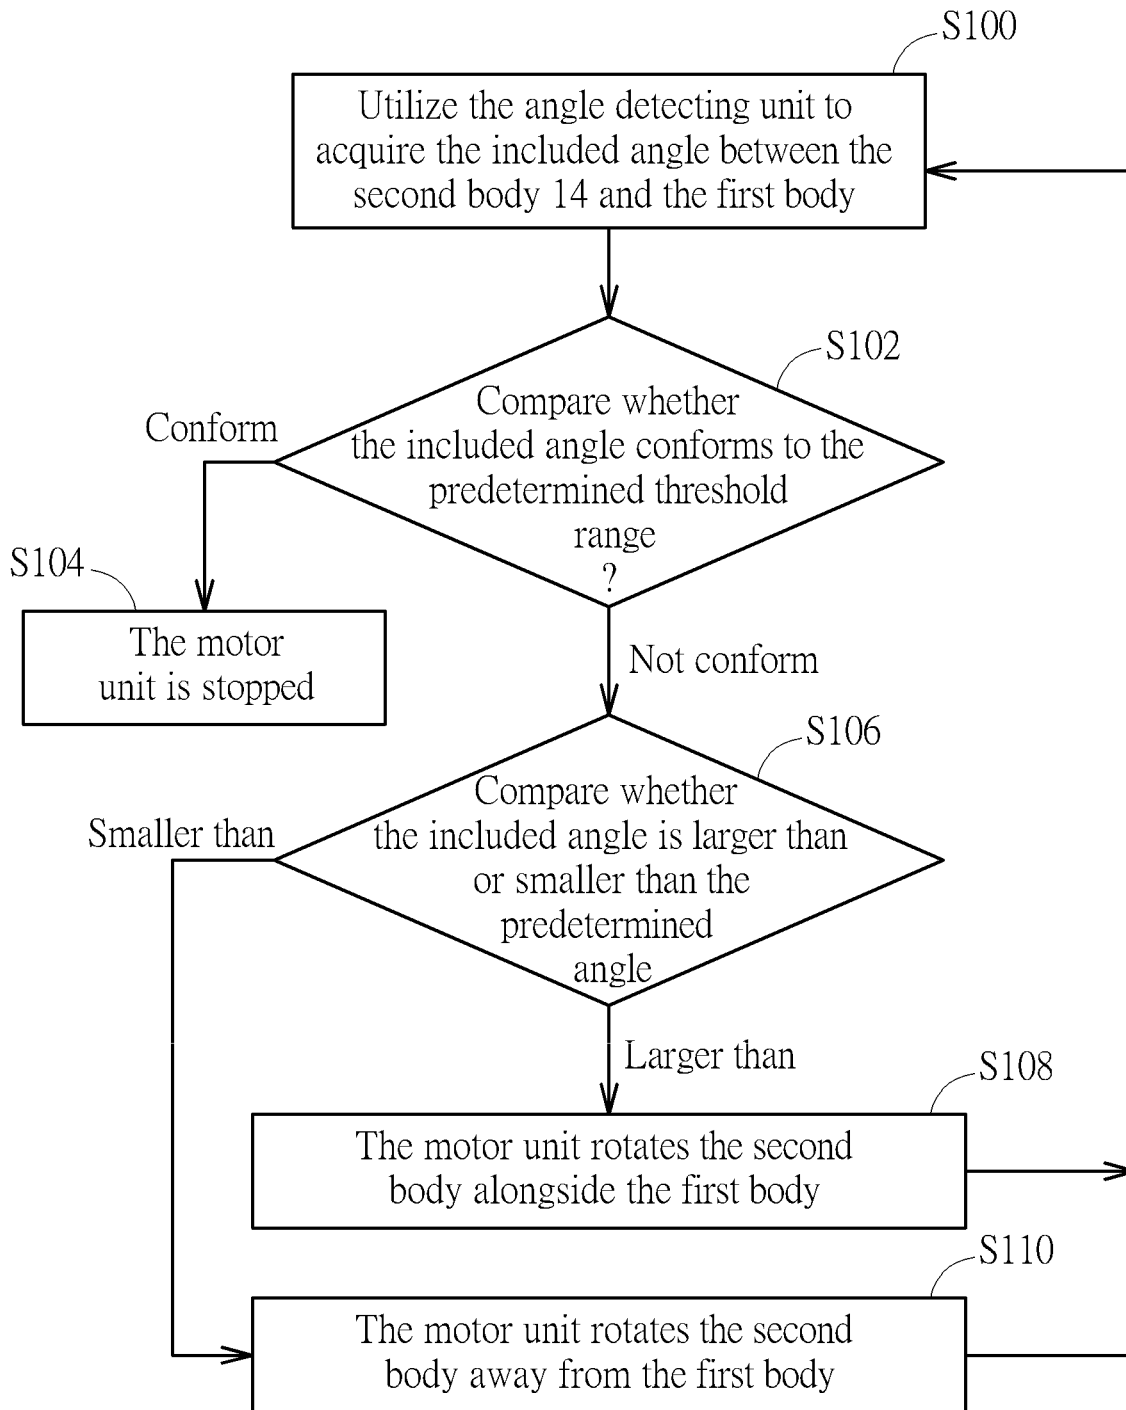 S100
Utilize the angle detecting unit to
acquire the included angle between the
second body 14 and the first body
S102
Compare whether
the included angle conforms to the
predetermined threshold
range
?
Conform
S104
The motor
unit is stopped
Not conform
S106
Compare whether
the included angle is larger than
or smaller than the
predetermined
angle
Smaller than
Larger than
S108
The motor unit rotates the second
body alongside the first body
S110
The motor unit rotates the second
body away from the first body